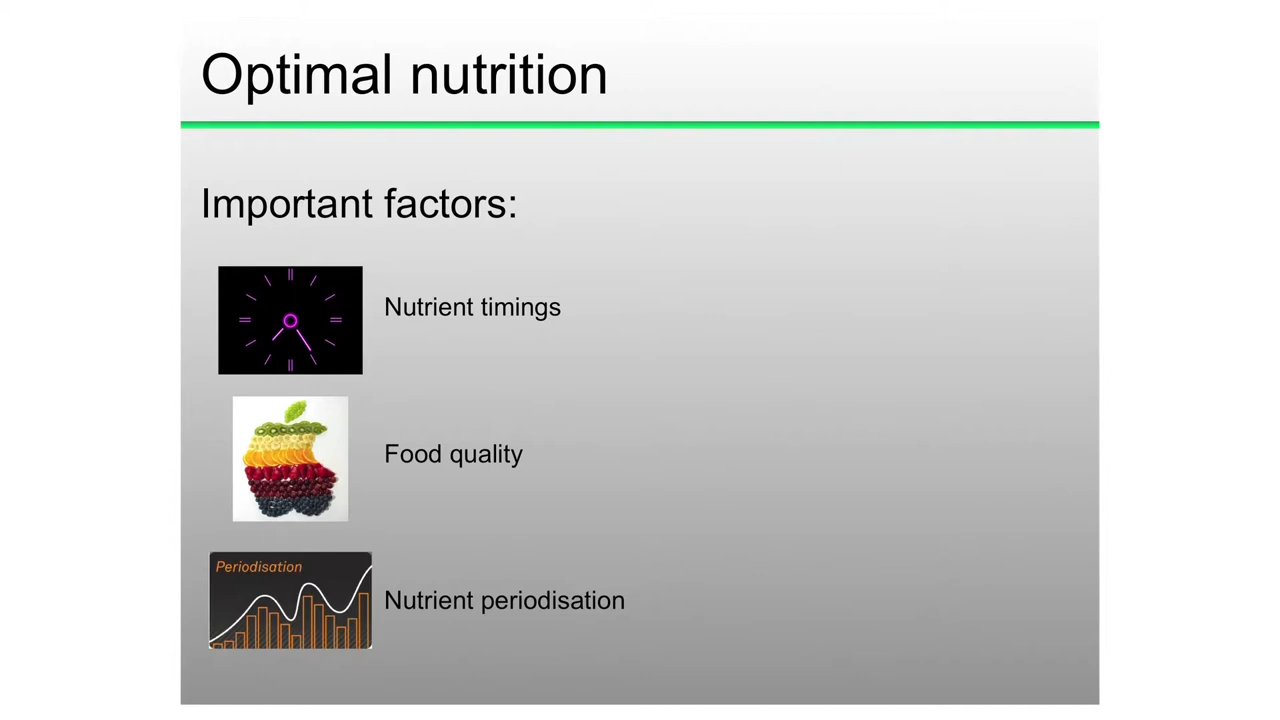 Optimal nutrition
Important factors:
Nutrient timings
Food quality
Periodisation
Nutrient periodisation